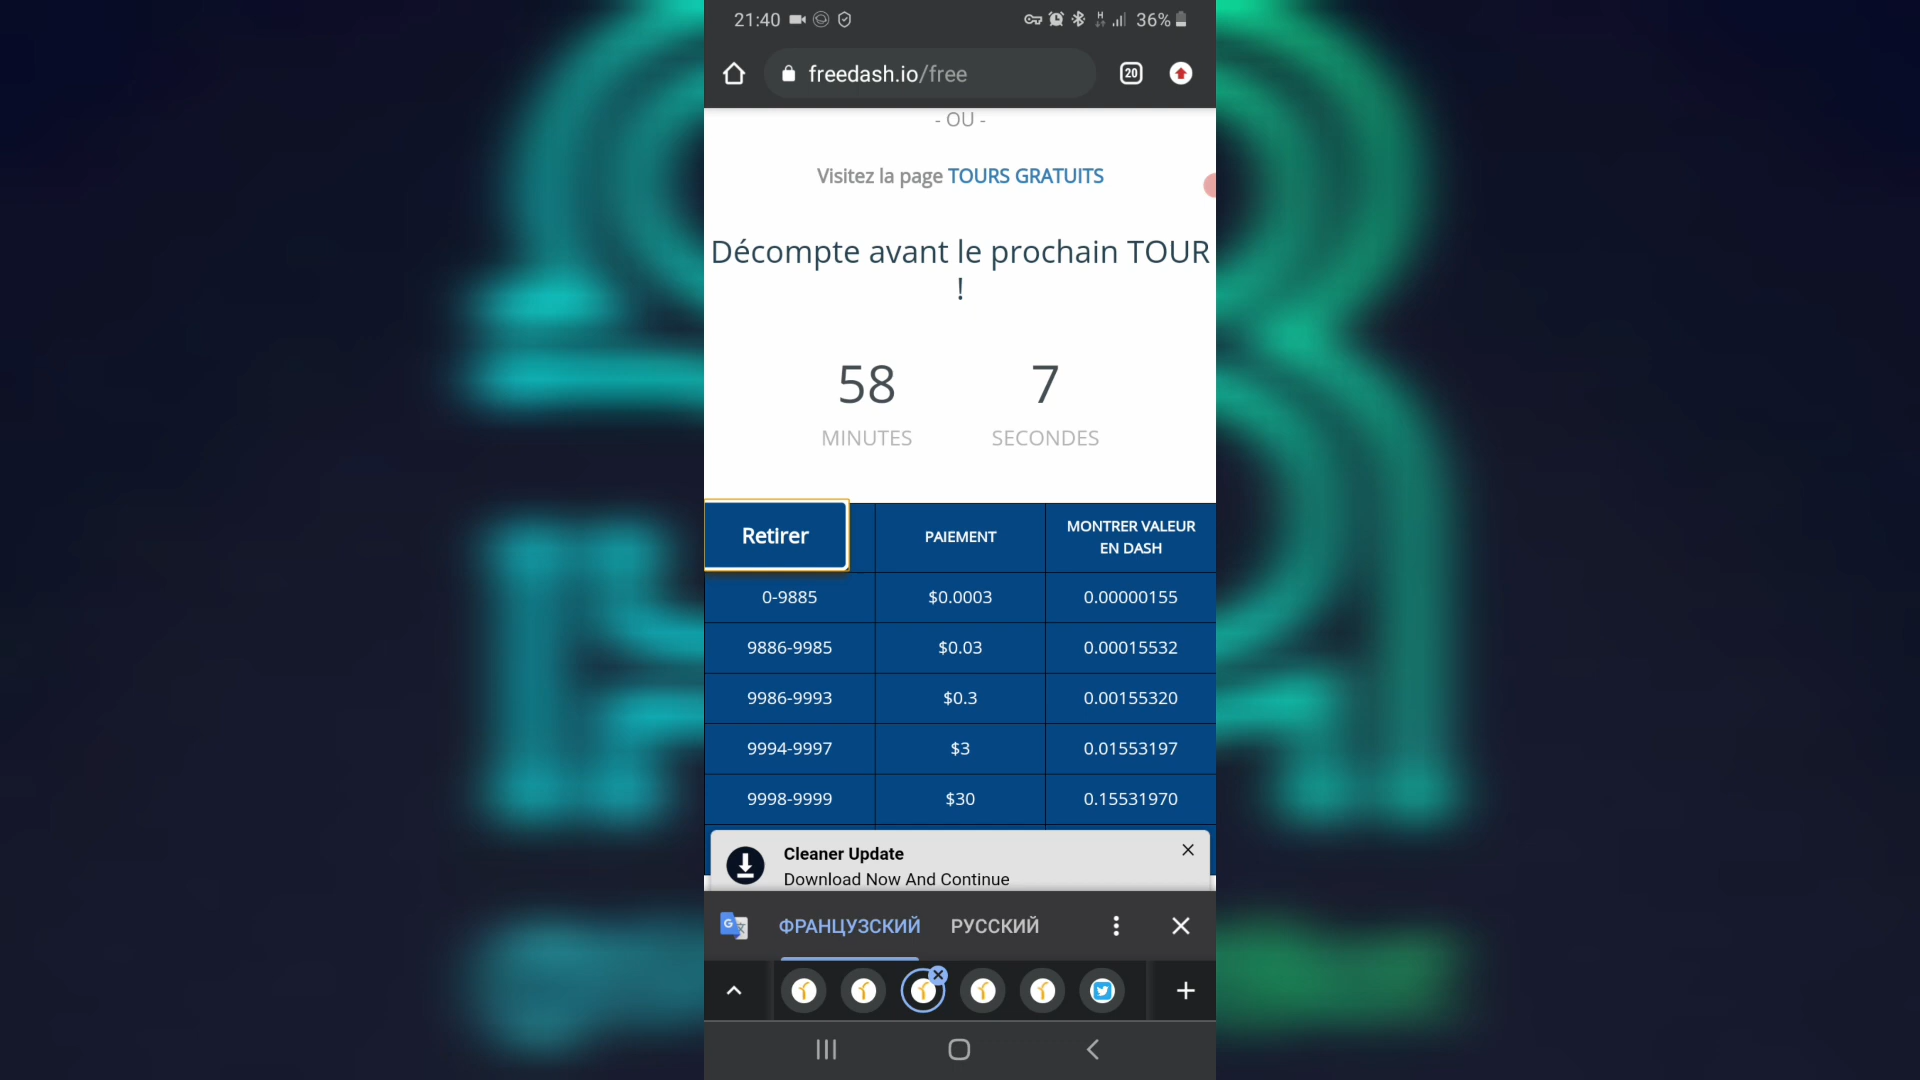 21:40
36%
freedash.io/free
20
- OU -
Visitez la page TOURS GRATUITS
Décompte avant le prochain TOUR
!
58 7
MINUTES SECONDES
Retirer PAIEMENT MONTRER VALEUR
EN DASH
0-9885 $0.0003 0.00000155
9886-9985 $0.03 0.00015532
9986-9993 $0.3 0.00155320
9994-9997 $3 0.01553197
9998-9999 $30 0.15531970
Cleaner Update
Download Now And Continue
ФРАНЦУЗСКИЙ РУССКИЙ